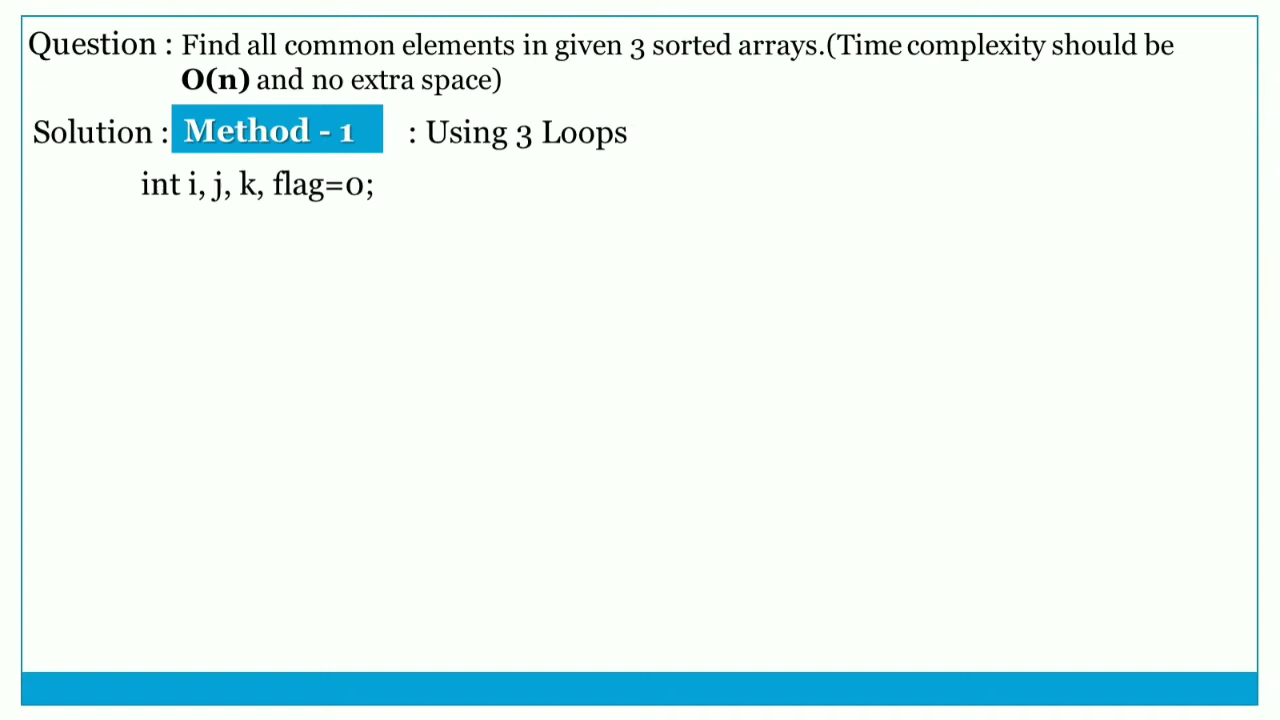 Question : Find all common elements in given 3 sorted arrays.(Time complexity should be
O(n) and no extra space)
Solution : Method - 1 : Using 3 Loops
int i, j, k, flag=0;